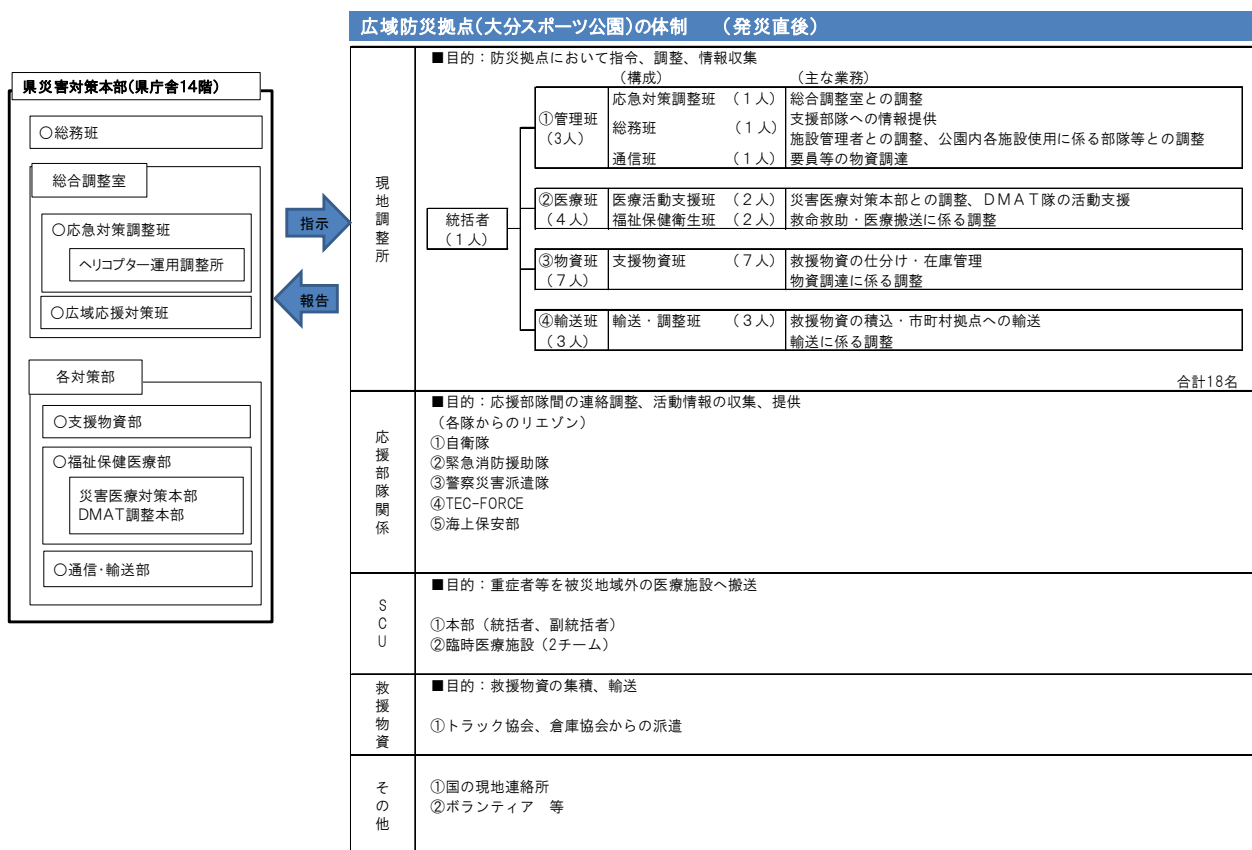 広域防災拠点(大分スポーツ公園)の体制　（発災直後）
県災害対策本部(県庁舎14階)
○総務班
総合調整室
○応急対策調整班
ヘリコプター運用調整所
○広域応援対策班
各対策部
○支援物資部
○福祉保健医療部
災害医療対策本部
DMAT調整本部
○通信・輸送部
指示
報告
現地調整所
■目的：防災拠点において指令、調整、情報収集
（構成）　（主な業務）
統括者
（１人）
①管理班
（3人）
応急対策調整班　（１人）　総合調整室との調整
総務班　（１人）　支援部隊への情報提供
施設管理者との調整、公園内各施設使用に係る部隊等との調整
通信班　（１人）　要員等の物資調達
②医療班　医療活動支援班　（２人）　災害医療対策本部との調整、ＤＭＡＴ隊の活動支援
（４人）　福祉保健衛生班　（２人）　救命救助・医療搬送に係る調整
③物資班　支援物資班　（７人）　救援物資の仕分け・在庫管理
（７人）　物資調達に係る調整
④輸送班　輸送・調整班　（３人）　救援物資の積込・市町村拠点への輸送
（３人）　輸送に係る調整
合計18名
応援部隊関係
■目的：応援部隊間の連絡調整、活動情報の収集、提供
（各隊からのリエゾン）
①自衛隊
②緊急消防援助隊
③警察災害派遣隊
④TEC-FORCE
⑤海上保安部
ＳＣＵ
■目的：重症者等を被災地域外の医療施設へ搬送
①本部（統括者、副統括者）
②臨時医療施設（2チーム）
救援物資
■目的：救援物資の集積、輸送
①トラック協会、倉庫協会からの派遣
その他
①国の現地連絡所
②ボランティア　等